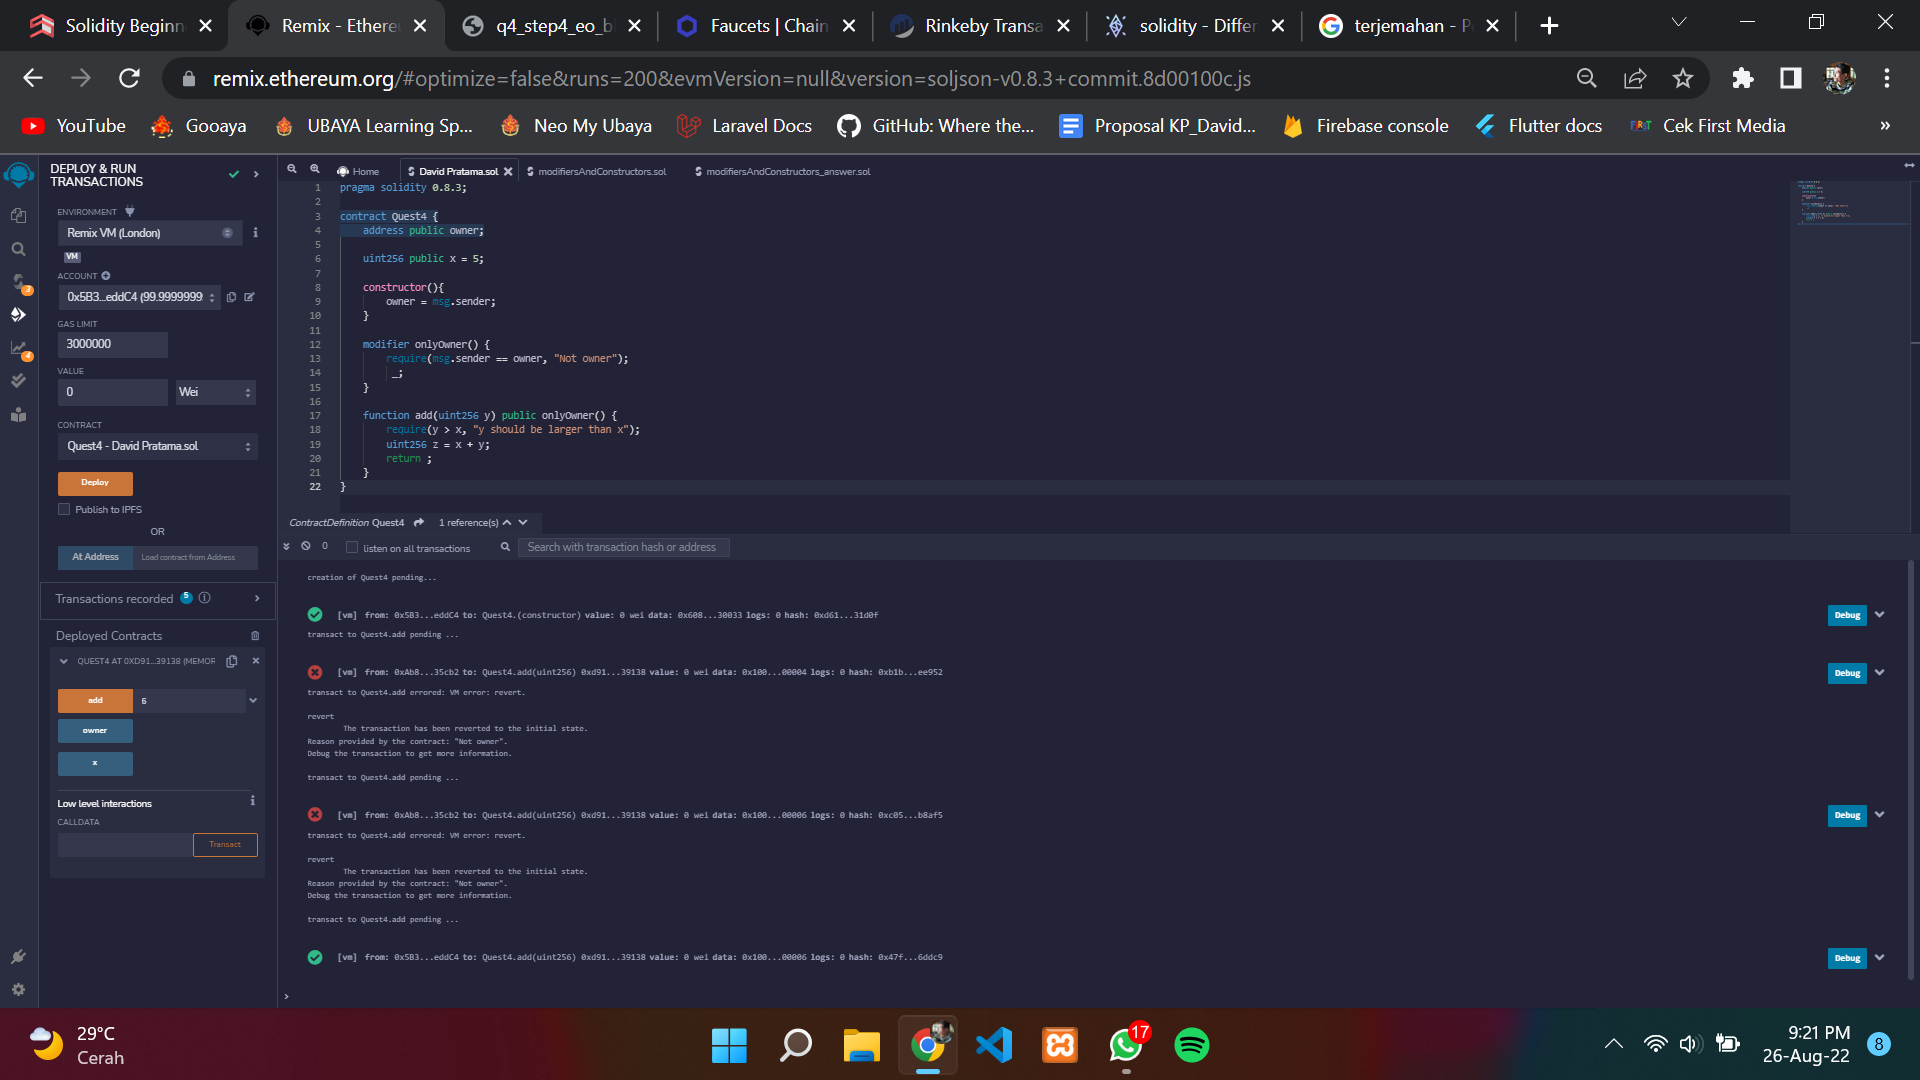 Solidity Beginn
Remix - Ethere
q4_step4_eo_b
Faucets | Chain
Rinkeby Transa
solidity - Differ
terjemahan - P
remix.ethereum.org/#optimize=false&runs=200&evmVersion=null&version=soljson-v0.8.3+commit.8d00100c.js
YouTube
Gooaya
UBAYA Learning Sp...
Neo My Ubaya
Laravel Docs
GitHub: Where the...
Proposal KP_David...
Firebase console
Flutter docs
FIRST
Cek First Media
»
DEPLOY & RUN
TRANSACTIONS
ENVIRONMENT
Remix VM (London)
VM
ACCOUNT
0x5B3...eddC4 (99.9999999
GAS LIMIT
3000000
VALUE
0
Wei
CONTRACT
Quest4 - David Pratama.sol
Deploy
Publish to IPFS
OR
At Address
Load contract from Address
Transactions recorded 5
Deployed Contracts
QUEST4 AT 0XD91...39138 (MEMOR
add
6
owner
x
Low level interactions
CALLDATA
Transact
Home
David Pratama.sol
modifiersAndConstructors.sol
modifiersAndConstructors_answer.sol
1 pragma solidity 0.8.3;
2
3 contract Quest4 {
4 address public owner;
5
6 uint256 public x = 5;
7
8 constructor(){
9 owner = msg.sender;
10 }
11
12 modifier onlyOwner() {
13 require(msg.sender == owner, "Not owner");
14 _;
15 }
16
17 function add(uint256 y) public onlyOwner() {
18 require(y > x, "y should be larger than x");
19 uint256 z = x + y;
20 return ;
21 }
22 }
ContractDefinition Quest4 1 reference(s)
0
listen on all transactions
Search with transaction hash or address
creation of Quest4 pending...
[vm] from: 0x5B3...eddC4 to: Quest4.(constructor) value: 0 wei data: 0x608...30033 logs: 0 hash: 0xd61...31d0f
Debug
transact to Quest4.add pending ...
[vm] from: 0xAb8...35cb2 to: Quest4.add(uint256) 0xd91...39138 value: 0 wei data: 0x100...00004 logs: 0 hash: 0xb1b...ee952
Debug
transact to Quest4.add errored: VM error: revert.
revert
The transaction has been reverted to the initial state.
Reason provided by the contract: "Not owner".
Debug the transaction to get more information.
transact to Quest4.add pending ...
[vm] from: 0xAb8...35cb2 to: Quest4.add(uint256) 0xd91...39138 value: 0 wei data: 0x100...00006 logs: 0 hash: 0xc05...b8af5
Debug
transact to Quest4.add errored: VM error: revert.
revert
The transaction has been reverted to the initial state.
Reason provided by the contract: "Not owner".
Debug the transaction to get more information.
transact to Quest4.add pending ...
[vm] from: 0x5B3...eddC4 to: Quest4.add(uint256) 0xd91...39138 value: 0 wei data: 0x100...00006 logs: 0 hash: 0x47f...6ddc9
Debug
>
29°C
Cerah
17
9:21 PM
26-Aug-22
8